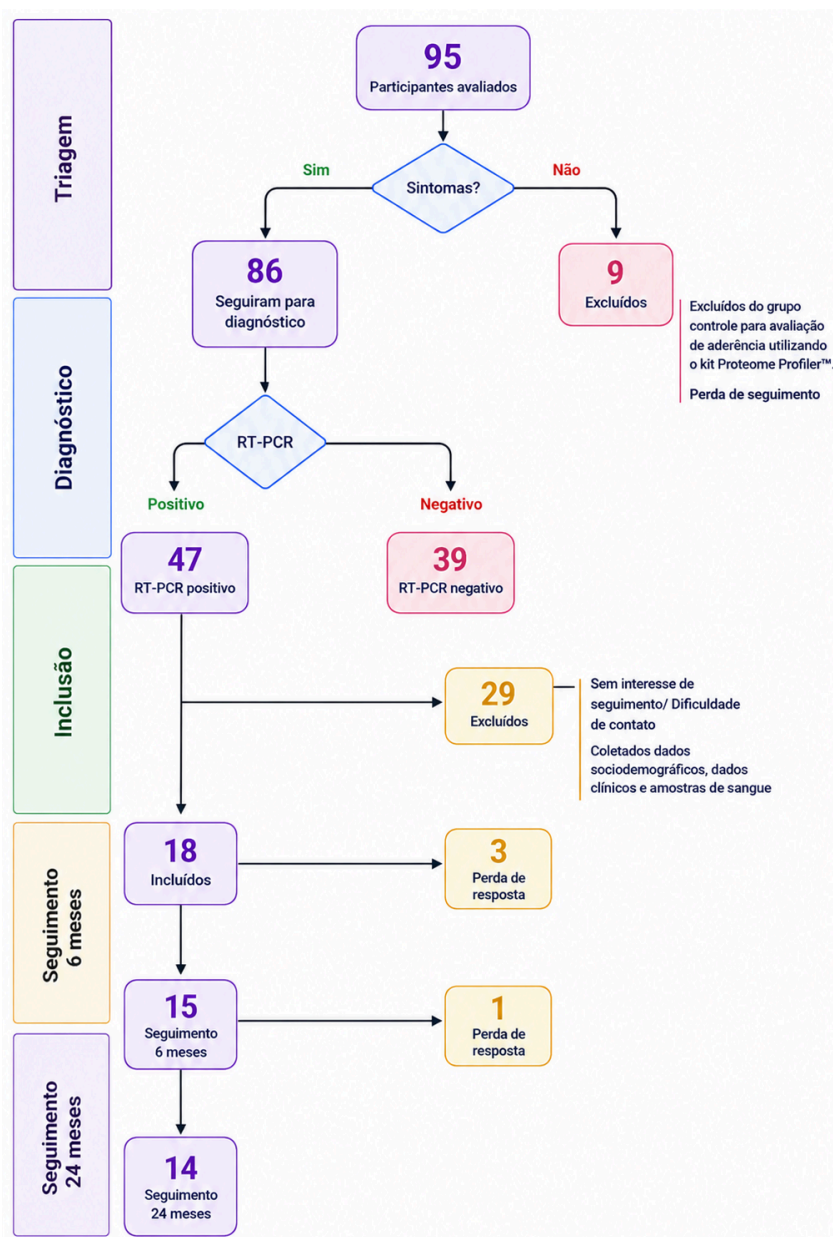 Triagem
95
Participantes avaliados
Sintomas?
Sim
Não
86
Seguiram para
diagnóstico
9
Excluídos
Excluídos do grupo
controle para avaliação
de aderência utilizando
o kit Proteome Profiler™.
Perda de seguimento
Diagnóstico
RT-PCR
Positivo
Negativo
47
RT-PCR positivo
39
RT-PCR negativo
Inclusão
29
Excluídos
Sem interesse de
seguimento/ Dificuldade
de contato
Coletados dados
sociodemográficos, dados
clínicos e amostras de sangue
Seguimento
6 meses
18
Incluídos
3
Perda de
resposta
15
Seguimento
6 meses
1
Perda de
resposta
Seguimento
24 meses
14
Seguimento
24 meses